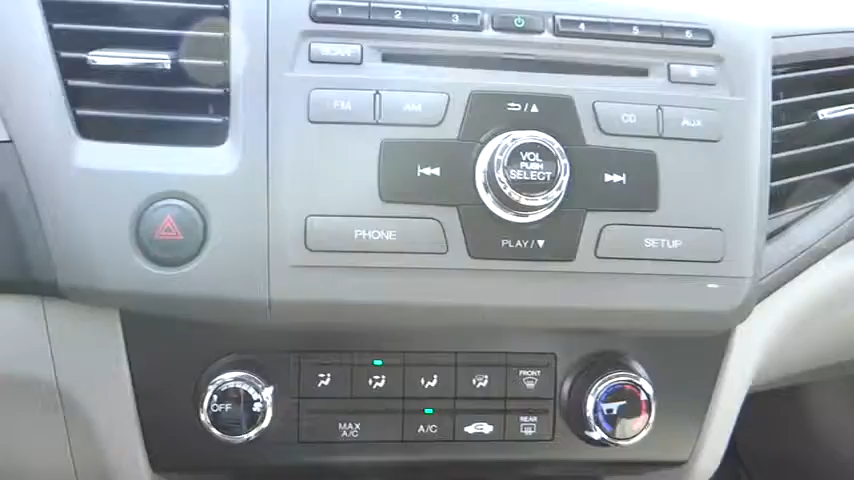 1 2 3 4 5 6
SCAN
FM AM CD AUX
VOL
PUSH
SELECT
PHONE PLAY/ SETUP
FRONT
OFF
MAX
A/C
A/C
REAR